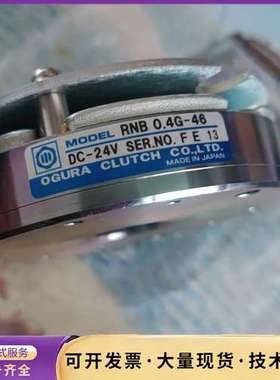 MODEL RNB 0.4G-46
DC-24V SER.NO. F E 13
OGURA CLUTCH CO.,LTD.
MADE IN JAPAN
式服务
齐全
可开发票·大量现货·技术